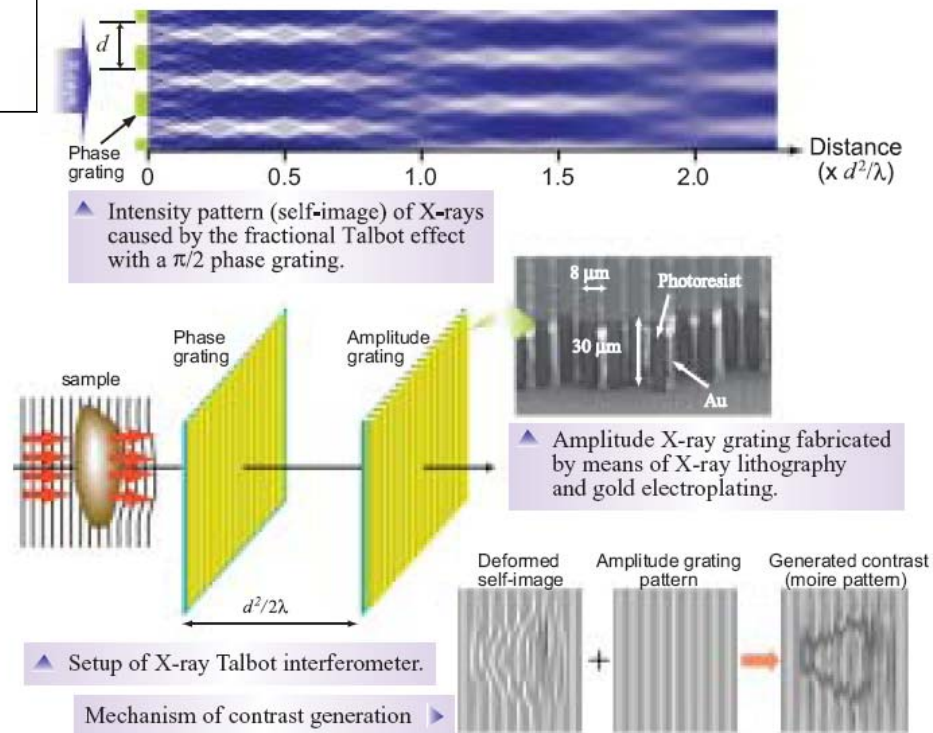 d
Phase
grating
0
0.5
1.0
1.5
2.0
Distance
(x d²/λ)
Intensity pattern (self-image) of X-rays
caused by the fractional Talbot effect
with a π/2 phase grating.
sample
Phase
grating
Amplitude
grating
d²/2λ
8 μm
Photoresist
30 μm
Au
Amplitude X-ray grating fabricated
by means of X-ray lithography
and gold electroplating.
Setup of X-ray Talbot interferometer.
Mechanism of contrast generation
Deformed
self-image
+
Amplitude grating
pattern
Generated contrast
(moire pattern)